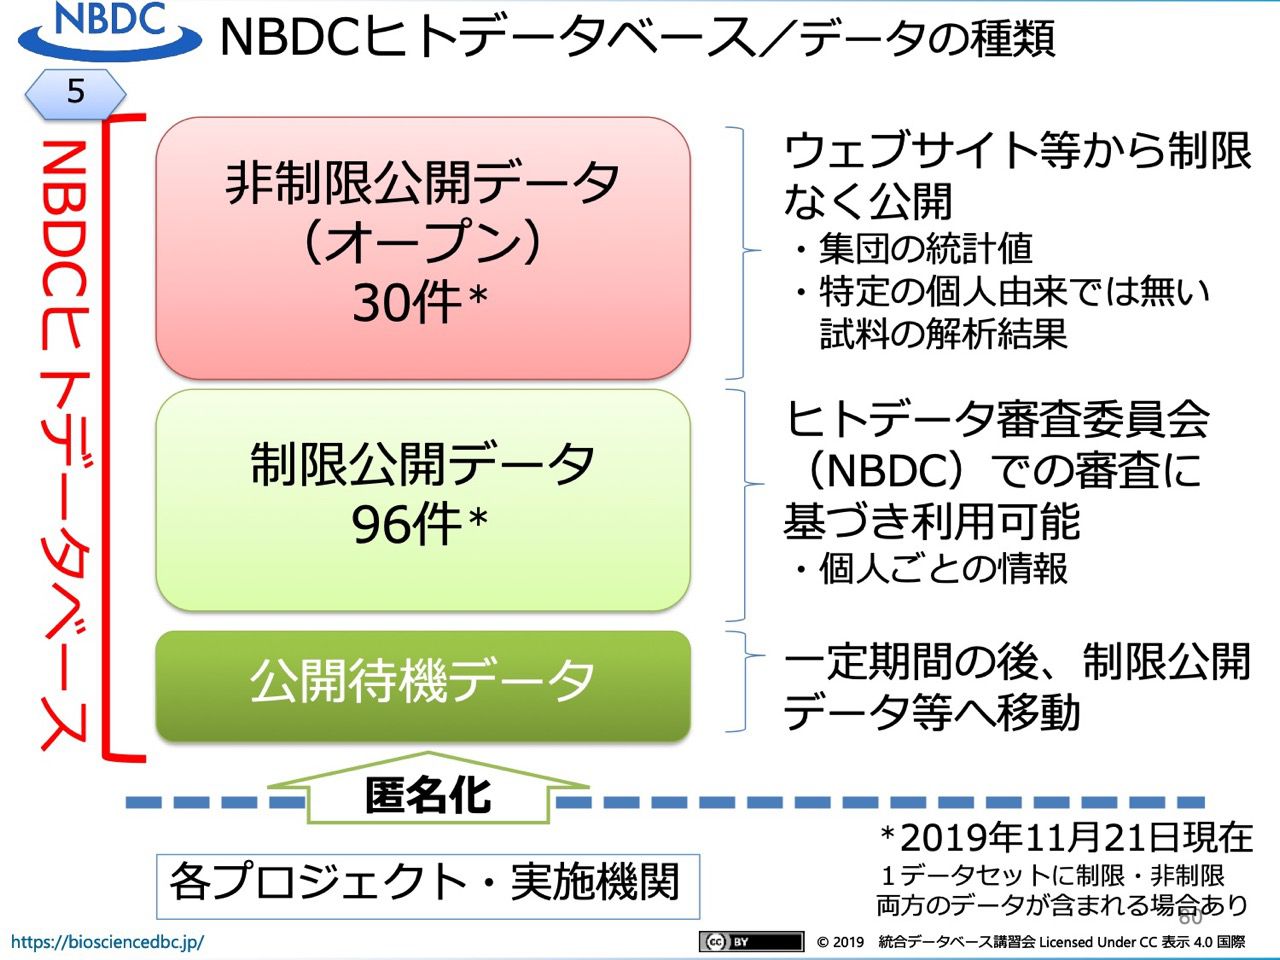 NBDC
NBDCヒトデータベース／データの種類
5
NBDCヒトデータベース
非制限公開データ
（オープン）
30件*
ウェブサイト等から制限
なく公開
・集団の統計値
・特定の個人由来では無い
試料の解析結果
制限公開データ
96件*
ヒトデータ審査委員会
（NBDC）での審査に
基づき利用可能
・個人ごとの情報
公開待機データ
一定期間の後、制限公開
データ等へ移動
匿名化
各プロジェクト・実施機関
*2019年11月21日現在
１データセットに制限・非制限
両方のデータが含まれる場合あり
60
https://biosciencedbc.jp/
cc BY
© 2019 統合データベース講習会 Licensed Under CC 表示 4.0 国際